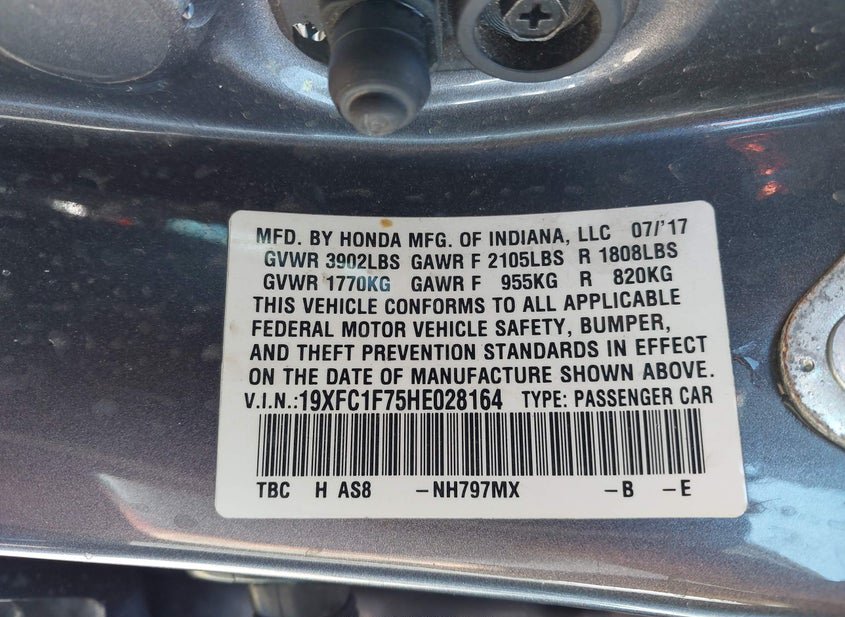 MFD. BY HONDA MFG. OF INDIANA, LLC 07/'17
GVWR 3902LBS GAWR F 2105LBS R 1808LBS
GVWR 1770KG GAWR F 955KG R 820KG
THIS VEHICLE CONFORMS TO ALL APPLICABLE
FEDERAL MOTOR VEHICLE SAFETY, BUMPER,
AND THEFT PREVENTION STANDARDS IN EFFECT
ON THE DATE OF MANUFACTURE SHOWN ABOVE.
V.I.N.:19XFC1F75HE028164 TYPE: PASSENGER CAR
TBC H AS8 -NH797MX -B -E